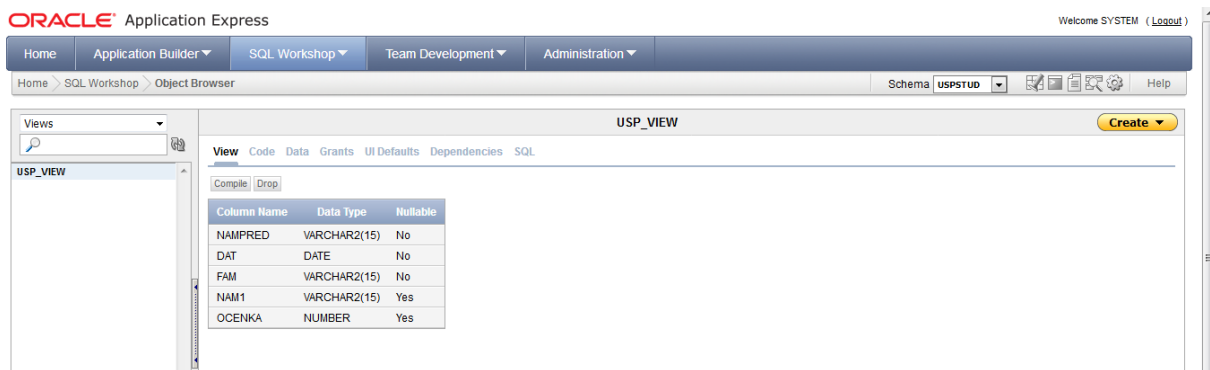 ORACLE Application Express
Welcome SYSTEM ( Logout )
Home Application Builder SQL Workshop Team Development Administration
Home SQL Workshop Object Browser
Schema USPSTUD Help
Views
USP_VIEW
USP_VIEW
Create
View Code Data Grants UI Defaults Dependencies SQL
Compile Drop
Column Name Data Type Nullable
NAMPRED VARCHAR2(15) No
DAT DATE No
FAM VARCHAR2(15) No
NAM1 VARCHAR2(15) Yes
OCENKA NUMBER Yes